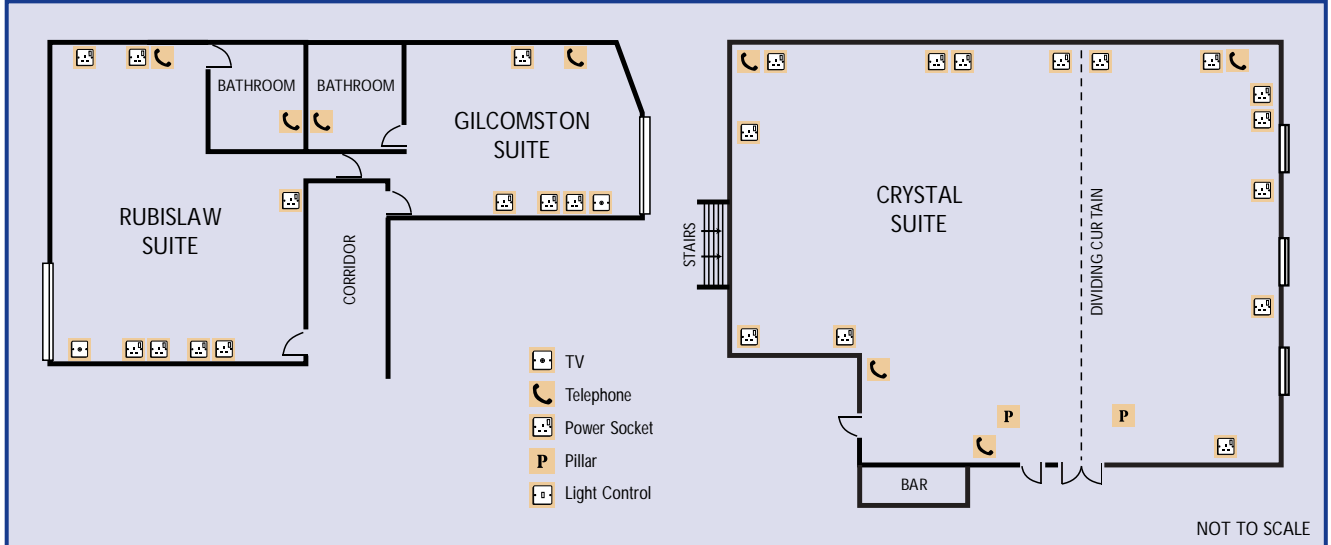 BATHROOM
BATHROOM
GILCOMSTON
SUITE
RUBISLAW
SUITE
CORRIDOR
TV
Telephone
Power Socket
P
Pillar
Light Control
CRYSTAL
SUITE
STAIRS
DIVIDING CURTAIN
P
P
BAR
NOT TO SCALE